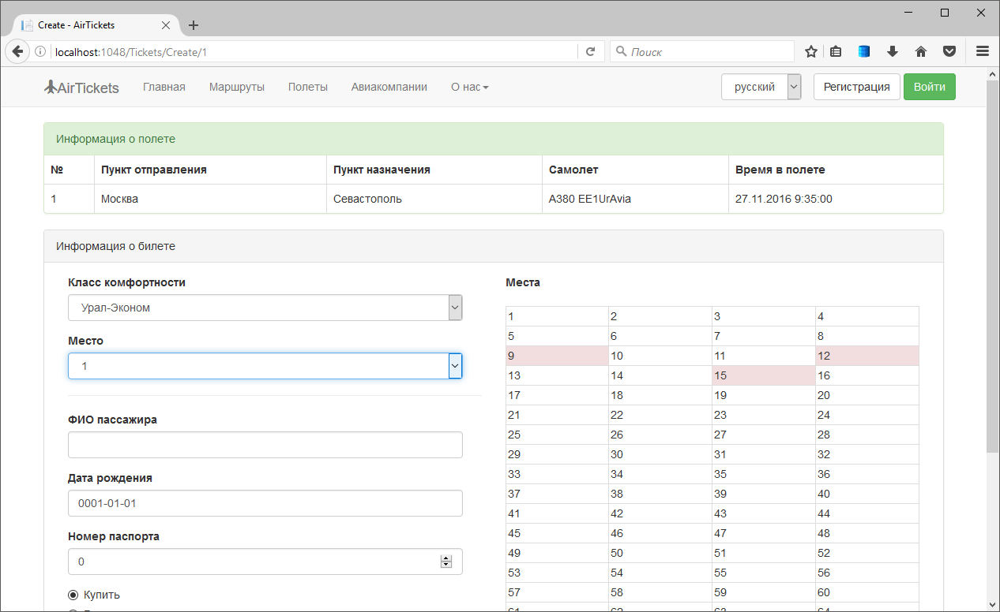 Create - AirTickets
localhost:1048/Tickets/Create/1
Поиск
AirTickets Главная Маршруты Полеты Авиакомпании О нас русский Регистрация Войти
Информация о полете
№ Пункт отправления Пункт назначения Самолет Время в полете
1 Москва Севастополь A380 EE1UrAvia 27.11.2016 9:35:00
Информация о билете
Класс комфортности
Урал-Эконом
Место
1
ФИО пассажира
Дата рождения
0001-01-01
Номер паспорта
0
Купить
Места
1 2 3 4
5 6 7 8
9 10 11 12
13 14 15 16
17 18 19 20
21 22 23 24
25 26 27 28
29 30 31 32
33 34 35 36
37 38 39 40
41 42 43 44
45 46 47 48
49 50 51 52
53 54 55 56
57 58 59 60
61 62 63 64